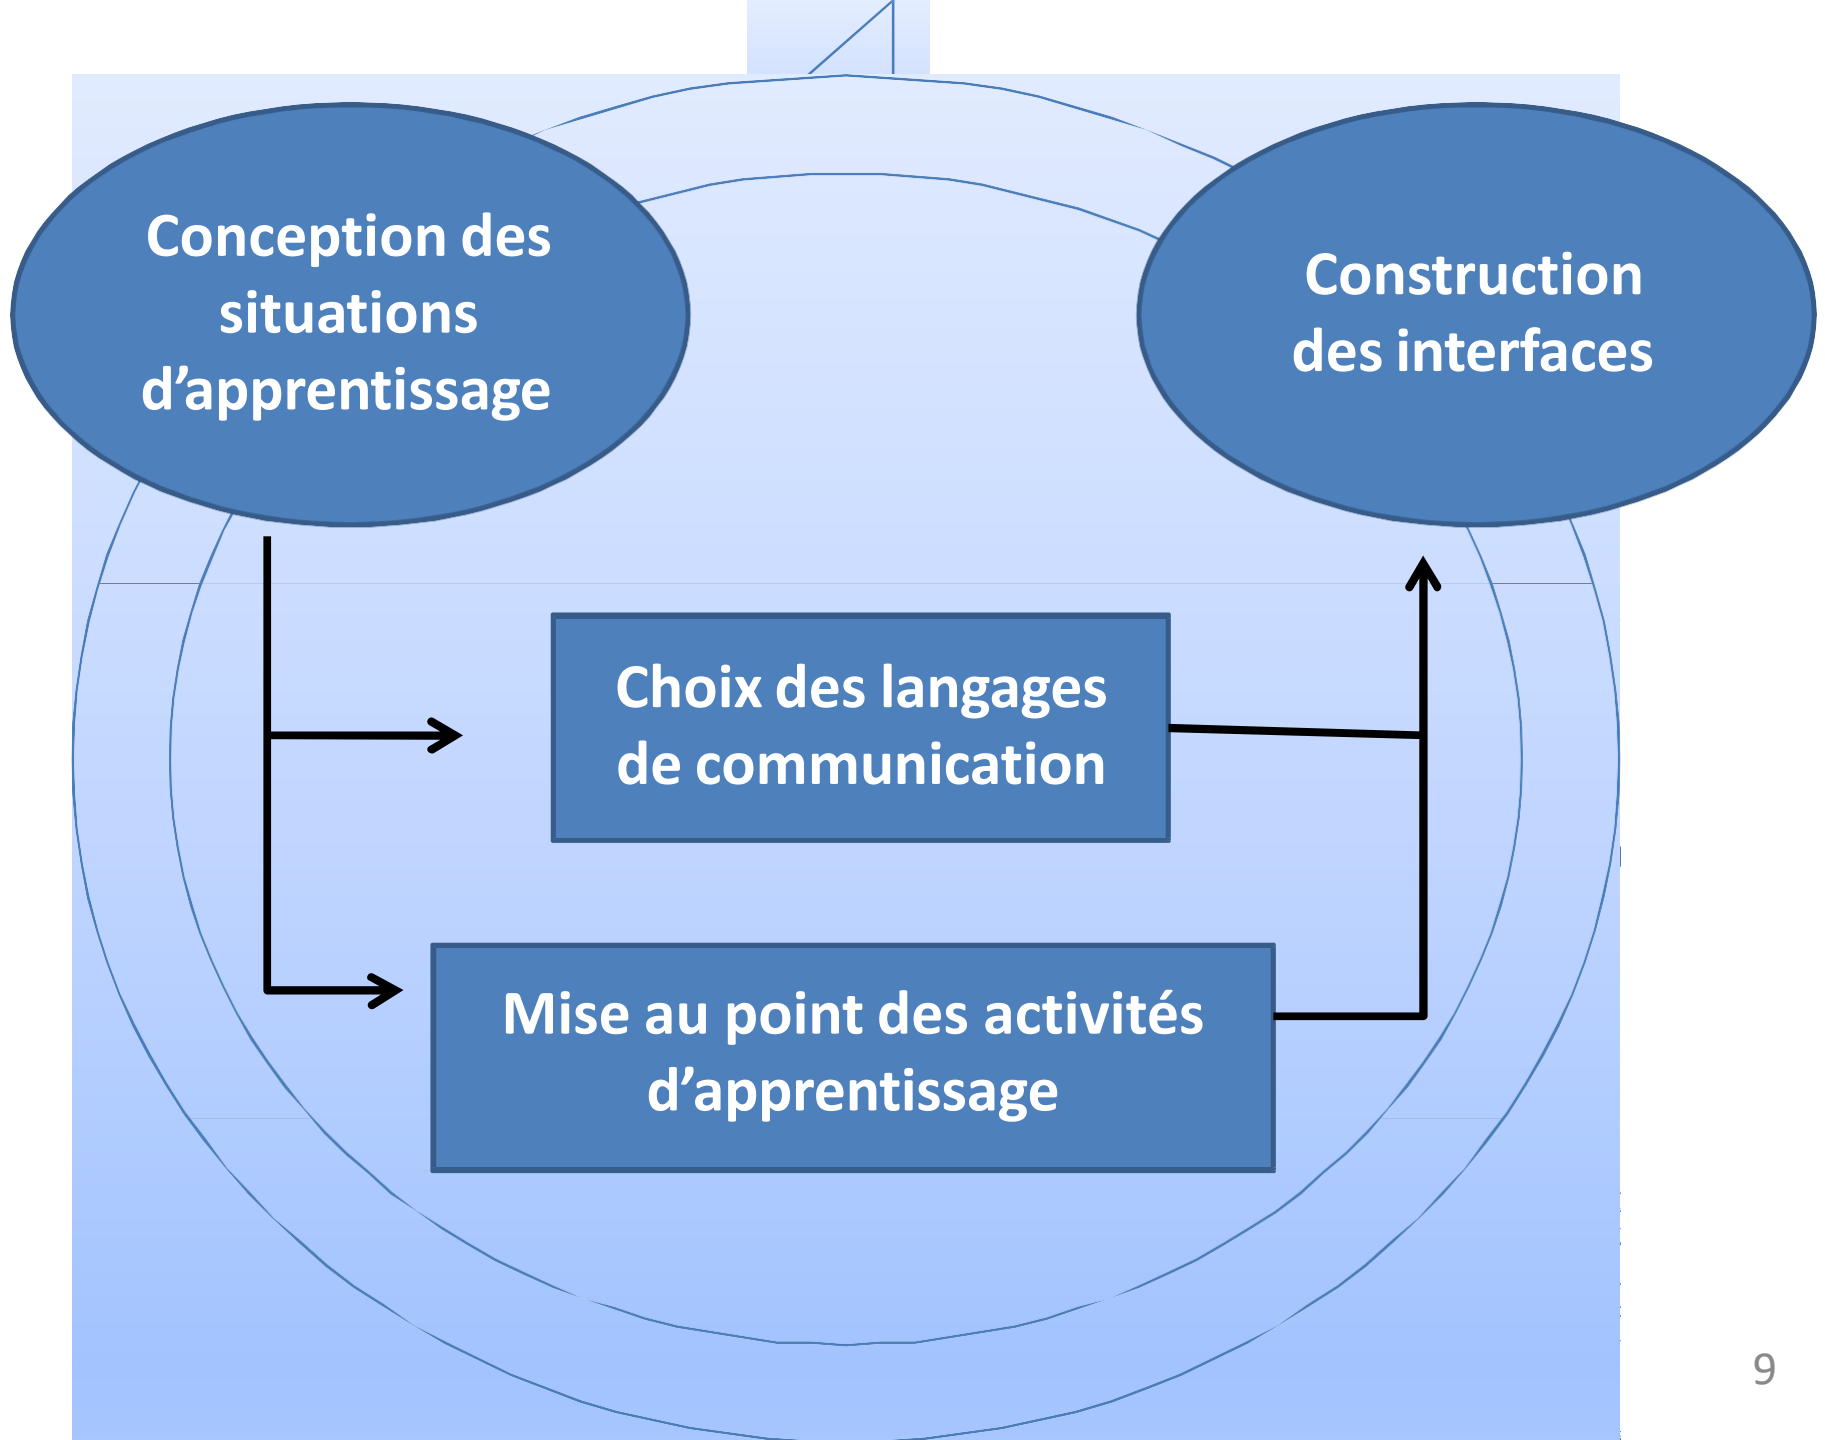 Conception des
situations
d’apprentissage
Construction
des interfaces
Choix des langages
de communication
Mise au point des activités
d’apprentissage
9